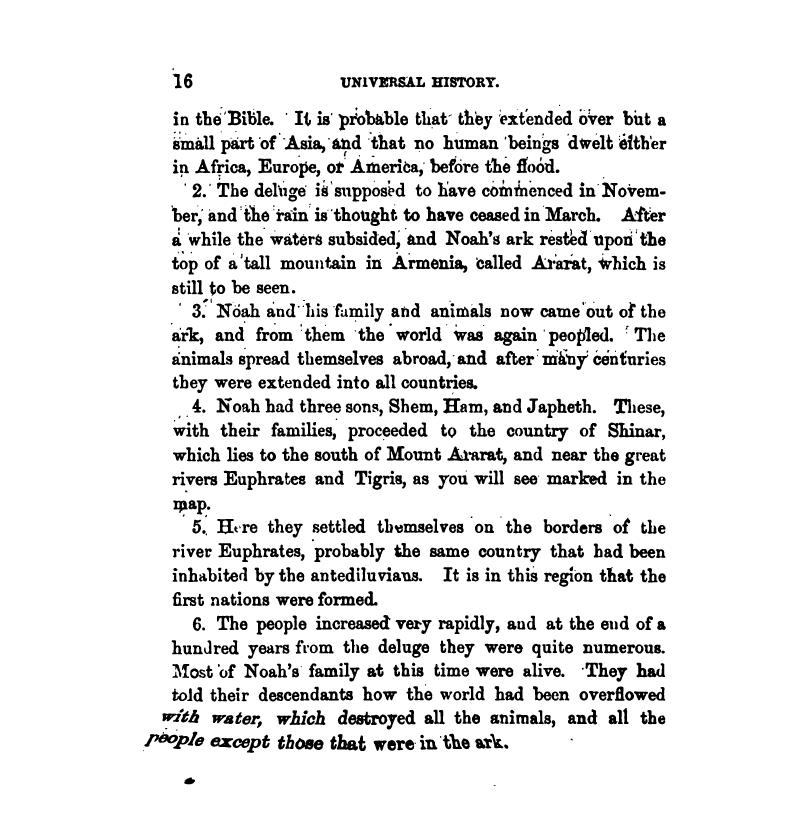 16 UNIVERSAL HISTORY.
in the Bible. It is probable that they extended over but a
small part of Asia, and that no human beings dwelt either
in Africa, Europe, or America, before the flood.
2. The deluge is supposed to have commenced in Novem-
ber, and the rain is thought to have ceased in March. After
a while the waters subsided, and Noah's ark rested upon the
top of a tall mountain in Armenia, called Ararat, which is
still to be seen.
3. Noah and his family and animals now came out of the
ark, and from them the world was again peopled. The
animals spread themselves abroad, and after many centuries
they were extended into all countries.
4. Noah had three sons, Shem, Ham, and Japheth. These,
with their families, proceeded to the country of Shinar,
which lies to the south of Mount Ararat, and near the great
rivers Euphrates and Tigris, as you will see marked in the
map.
5. Here they settled themselves on the borders of the
river Euphrates, probably the same country that had been
inhabited by the antediluvians. It is in this region that the
first nations were formed.
6. The people increased very rapidly, and at the end of a
hundred years from the deluge they were quite numerous.
Most of Noah's family at this time were alive. They had
told their descendants how the world had been overflowed
with water, which destroyed all the animals, and all the
people except those that were in the ark.